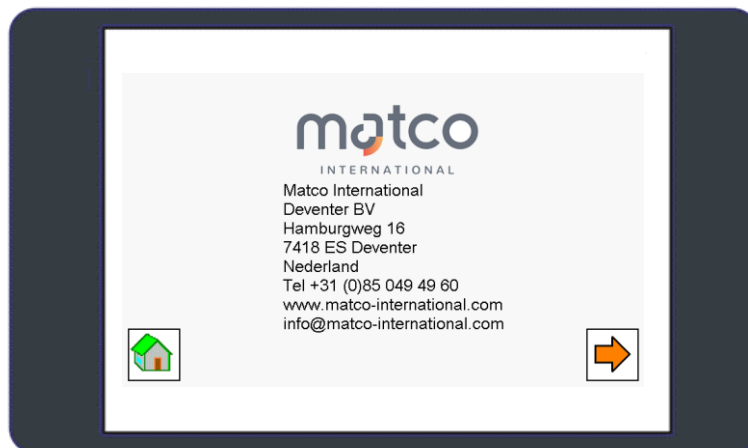 matco
INTERNATIONAL
Matco International
Deventer BV
Hamburgweg 16
7418 ES Deventer
Nederland
Tel +31 (0)85 049 49 60
www.matco-international.com
info@matco-international.com